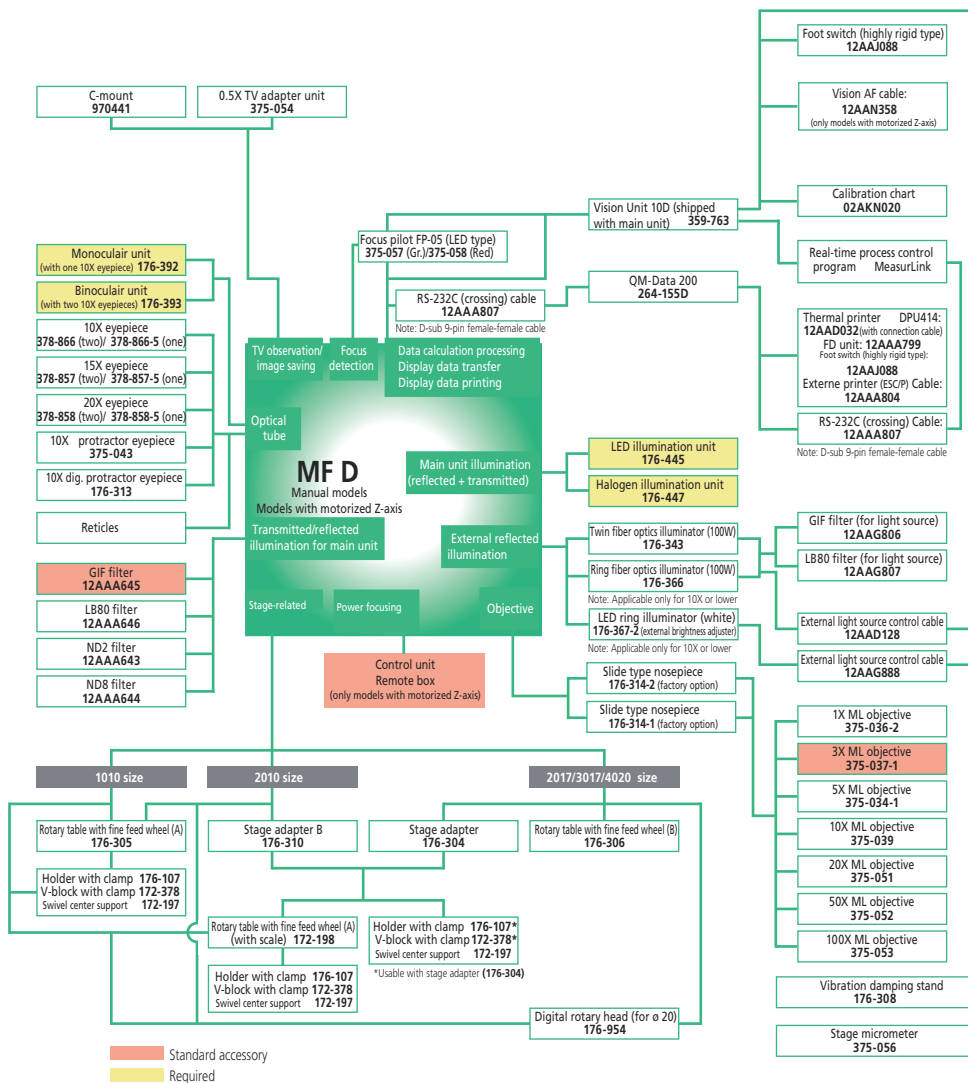 Foot switch (highly rigid type)
12AAJ088
C-mount
970441
0.5X TV adapter unit
375-054
Vision AF cable:
12AAN358
(only models with motorized Z-axis)
Calibration chart
02AKN020
Vision Unit 10D (shipped
with main unit) 359-763
Focus pilot FP-05 (LED type)
375-057 (Gr.)/375-058 (Red)
Real-time process control
program MeasurLink
Monoculair unit
(with one 10X eyepiece) 176-392
Binoculair unit
(with two 10X eyepieces) 176-393
10X eyepiece
378-866 (two)/ 378-866-5 (one)
15X eyepiece
378-857 (two)/ 378-857-5 (one)
20X eyepiece
378-858 (two)/ 378-858-5 (one)
10X protractor eyepiece
375-043
10X dig. protractor eyepiece
176-313
Reticles
RS-232C (crossing) cable
12AAA807
Note: D-sub 9-pin female-female cable
QM-Data 200
264-155D
Thermal printer DPU414:
12AAD032(with connection cable)
FD unit: 12AAA799
Foot switch (highly rigid type):
12AAJ088
Externe printer (ESC/P) Cable:
12AAA804
RS-232C (crossing) Cable:
12AAA807
Note: D-sub 9-pin female-female cable
TV observation/
image saving
Focus
detection
Data calculation processing
Display data transfer
Display data printing
Optical
tube
MF D
Manual models
Models with motorized Z-axis
Main unit illumination
(reflected + transmitted)
Transmitted/reflected
illumination for main unit
External reflected
illumination
Stage-related
Power focusing
Objective
LED illumination unit
176-445
Halogen illumination unit
176-447
GIF filter
12AAA645
LB80 filter
12AAA646
ND2 filter
12AAA643
ND8 filter
12AAA644
Twin fiber optics illuminator (100W)
176-343
Ring fiber optics illuminator (100W)
176-366
Note: Applicable only for 10X or lower
LED ring illuminator (white)
176-367-2 (external brightness adjuster)
Note: Applicable only for 10X or lower
GIF filter (for light source)
12AAG806
LB80 filter (for light source)
12AAG807
External light source control cable
12AAD128
External light source control cable
12AAG888
Control unit
Remote box
(only models with motorized Z-axis)
Slide type nosepiece
176-314-2 (factory option)
Slide type nosepiece
176-314-1 (factory option)
1X ML objective
375-036-2
3X ML objective
375-037-1
5X ML objective
375-034-1
10X ML objective
375-039
20X ML objective
375-051
50X ML objective
375-052
100X ML objective
375-053
1010 size
2010 size
2017/3017/4020 size
Rotary table with fine feed wheel (A)
176-305
Stage adapter B
176-310
Stage adapter
176-304
Rotary table with fine feed wheel (B)
176-306
Holder with clamp 176-107
V-block with clamp 172-378
Swivel center support 172-197
Rotary table with fine feed wheel (A)
(with scale) 172-198
Holder with clamp 176-107*
V-block with clamp 172-378*
Swivel center support 172-197
*Usable with stage adapter (176-304)
Holder with clamp 176-107
V-block with clamp 172-378
Swivel center support 172-197
Digital rotary head (for ø 20)
176-954
Vibration damping stand
176-308
Stage micrometer
375-056
Standard accessory
Required